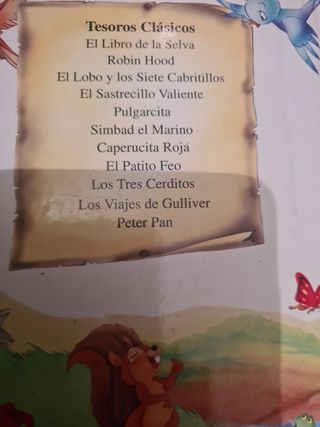 Tesoros Clásicos
El Libro de la Selva
Robin Hood
El Lobo y los Siete Cabritillos
El Sastrecillo Valiente
Pulgarcita
Simbad el Marino
Caperucita Roja
El Patito Feo
Los Tres Cerditos
Los Viajes de Gulliver
Peter Pan